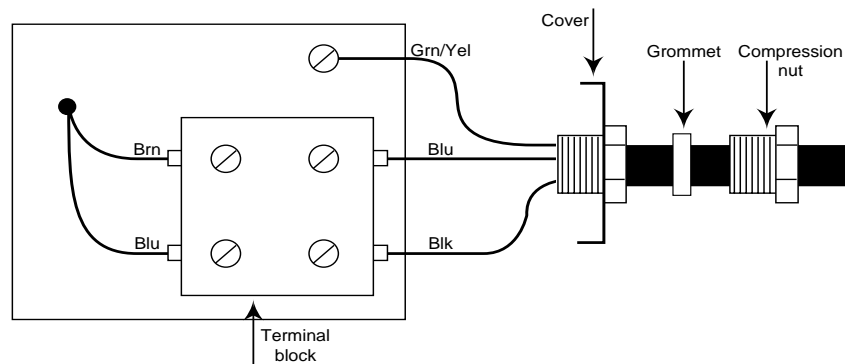 Cover
Grn/Yel
Grommet
Compression
nut
Brn
Blu
Blu
Blk
Terminal
block